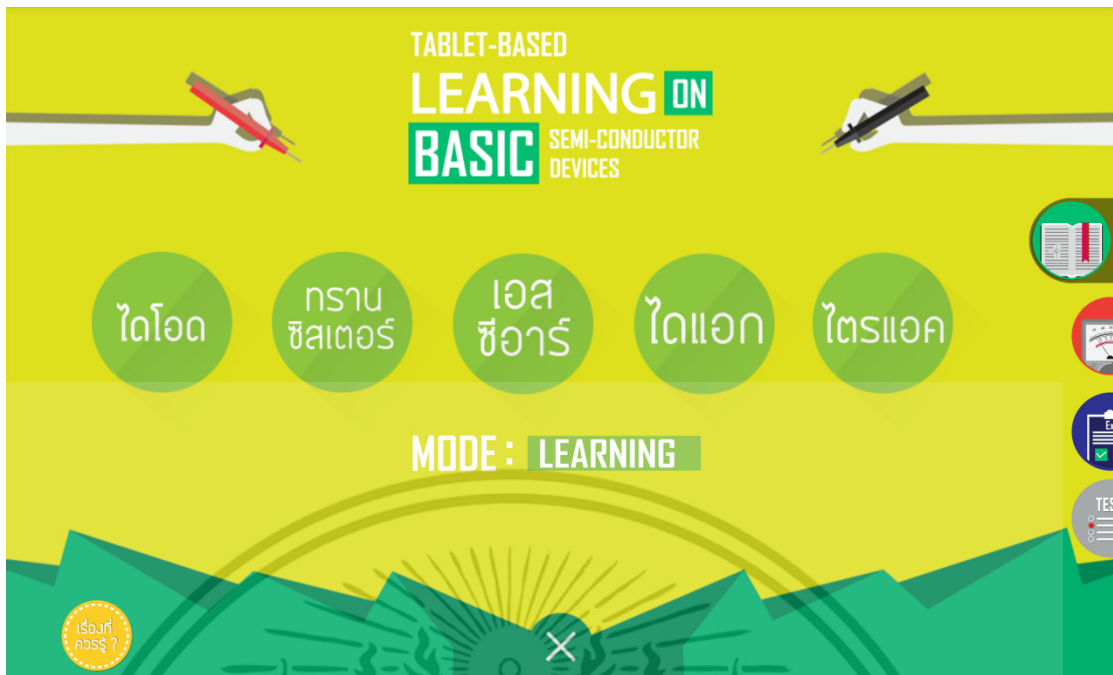 TABLET-BASED
LEARNING ON
BASIC SEMI-CONDUCTOR
DEVICES
ไดโอด
ทราน
ซิสเตอร์
เอส
ซีอาร์
ไดแอก
ไตรแอค
MODE : LEARNING
เรื่องที่
ควรรู้ ?